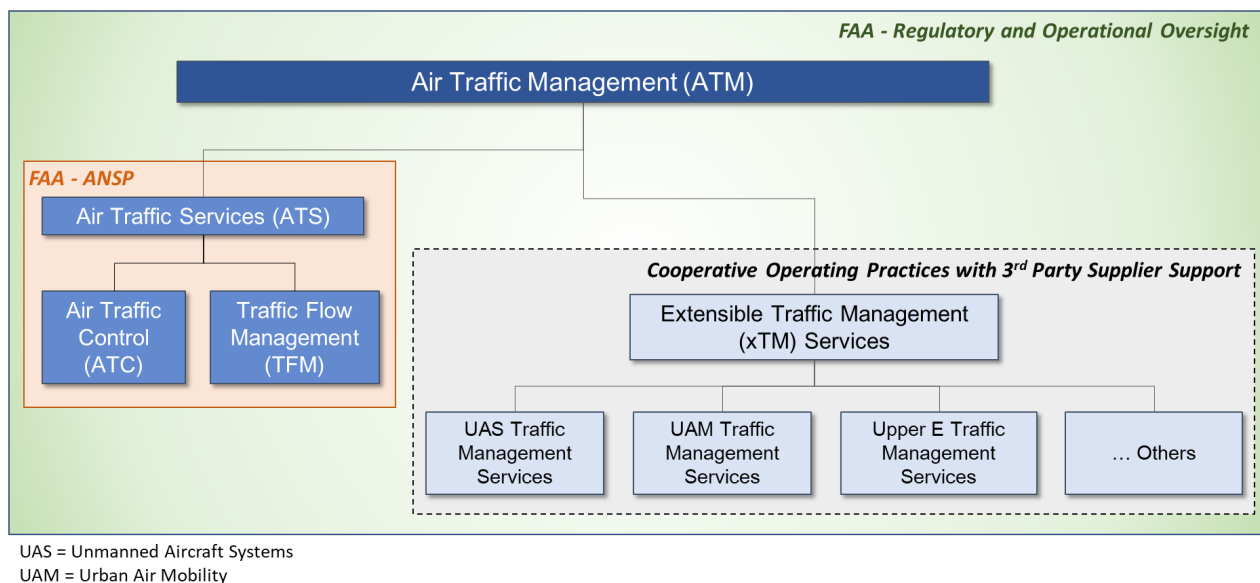 FAA - Regulatory and Operational Oversight
Air Traffic Management (ATM)
FAA - ANSP
Air Traffic Services (ATS)
Air Traffic
Control
(ATC)
Traffic Flow
Management
(TFM)
Cooperative Operating Practices with 3rd Party Supplier Support
Extensible Traffic Management
(xTM) Services
UAS Traffic
Management
Services
UAM Traffic
Management
Services
Upper E Traffic
Management
Services
... Others
UAS = Unmanned Aircraft Systems
UAM = Urban Air Mobility